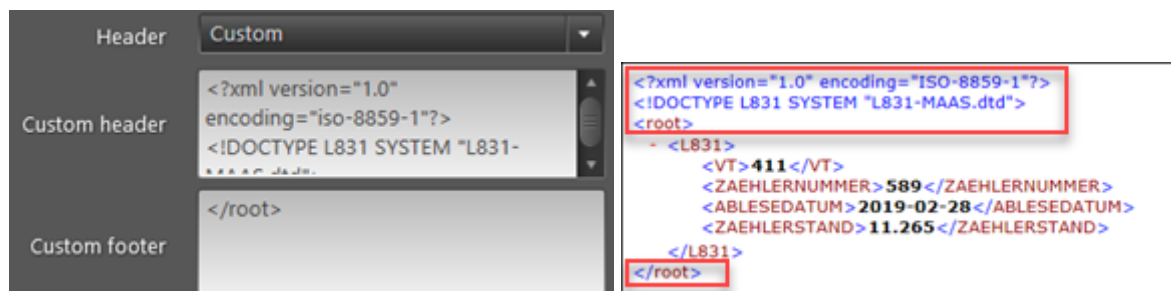 Header
Custom
Custom header
<?xml version="1.0"
encoding="iso-8859-1"?>
<!DOCTYPE L831 SYSTEM "L831-
Custom footer
</root>
<?xml version="1.0" encoding="ISO-8859-1"?>
<!DOCTYPE L831 SYSTEM "L831-MAAS.dtd">
<root>
- <L831>
<VT>411</VT>
<ZAEHLERNUMMER>589</ZAEHLERNUMMER>
<ABLESEDATUM>2019-02-28</ABLESEDATUM>
<ZAEHLERSTAND>11.265</ZAEHLERSTAND>
</L831>
</root>